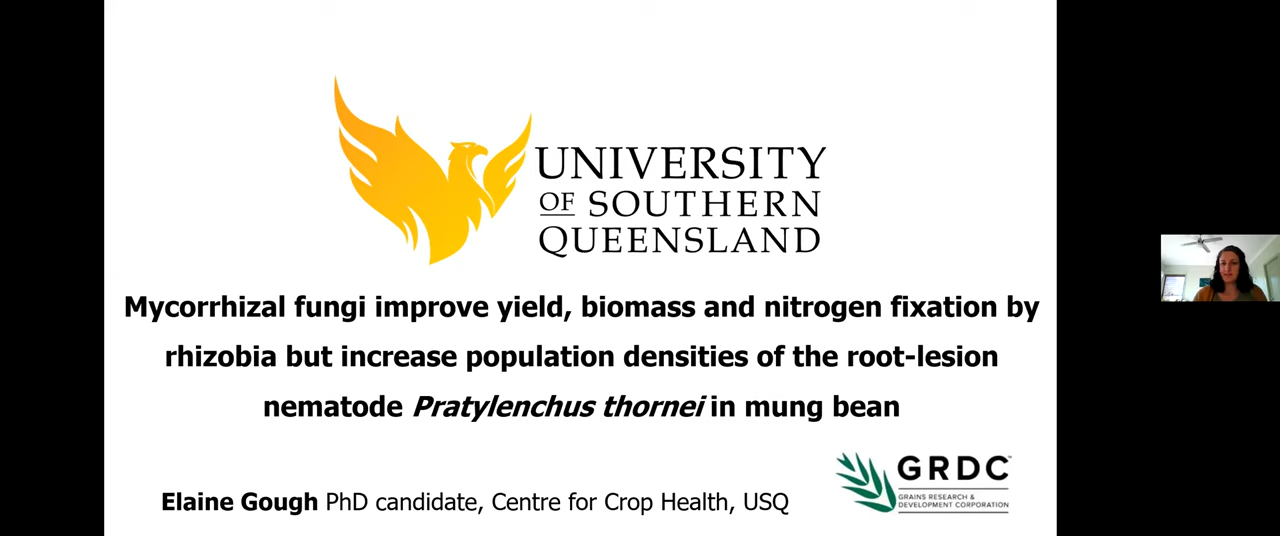 UNIVERSITY
OF SOUTHERN
QUEENSLAND
Mycorrhizal fungi improve yield, biomass and nitrogen fixation by
rhizobia but increase population densities of the root-lesion
nematode Pratylenchus thornei in mung bean
GRDC™
GRAINS RESEARCH &
DEVELOPMENT CORPORATION
Elaine Gough PhD candidate, Centre for Crop Health, USQ